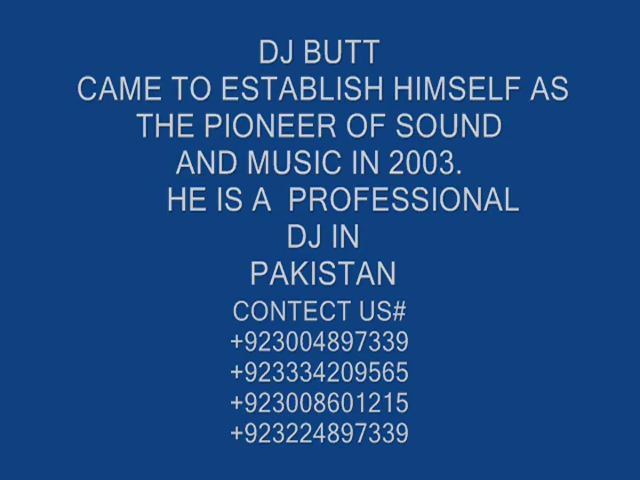 DJ BUTT
CAME TO ESTABLISH HIMSELF AS
THE PIONEER OF SOUND
AND MUSIC IN 2003.
HE IS A  PROFESSIONAL
DJ IN
PAKISTAN
CONTECT US#
+923004897339
+923334209565
+923008601215
+923224897339